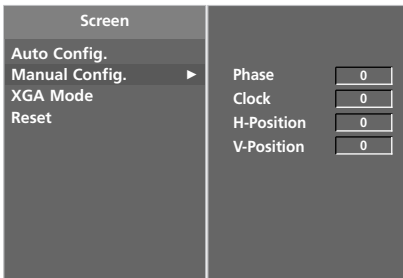 Screen
Auto Config.
Manual Config. ►
XGA Mode
Reset
Phase 0
Clock 0
H-Position 0
V-Position 0